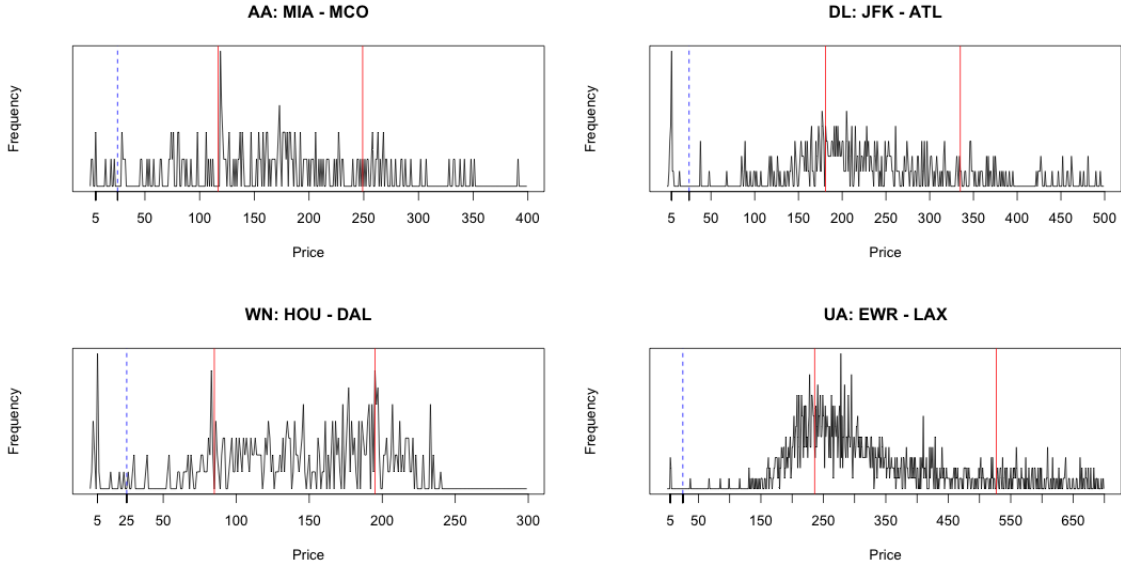 AA: MIA - MCO
Frequency
5 50 100 150 200 250 300 350 400
Price
DL: JFK - ATL
Frequency
5 50 100 150 200 250 300 350 400 450 500
Price
WN: HOU - DAL
Frequency
5 25 50 100 150 200 250 300
Price
UA: EWR - LAX
Frequency
5 50 150 250 350 450 550 650
Price